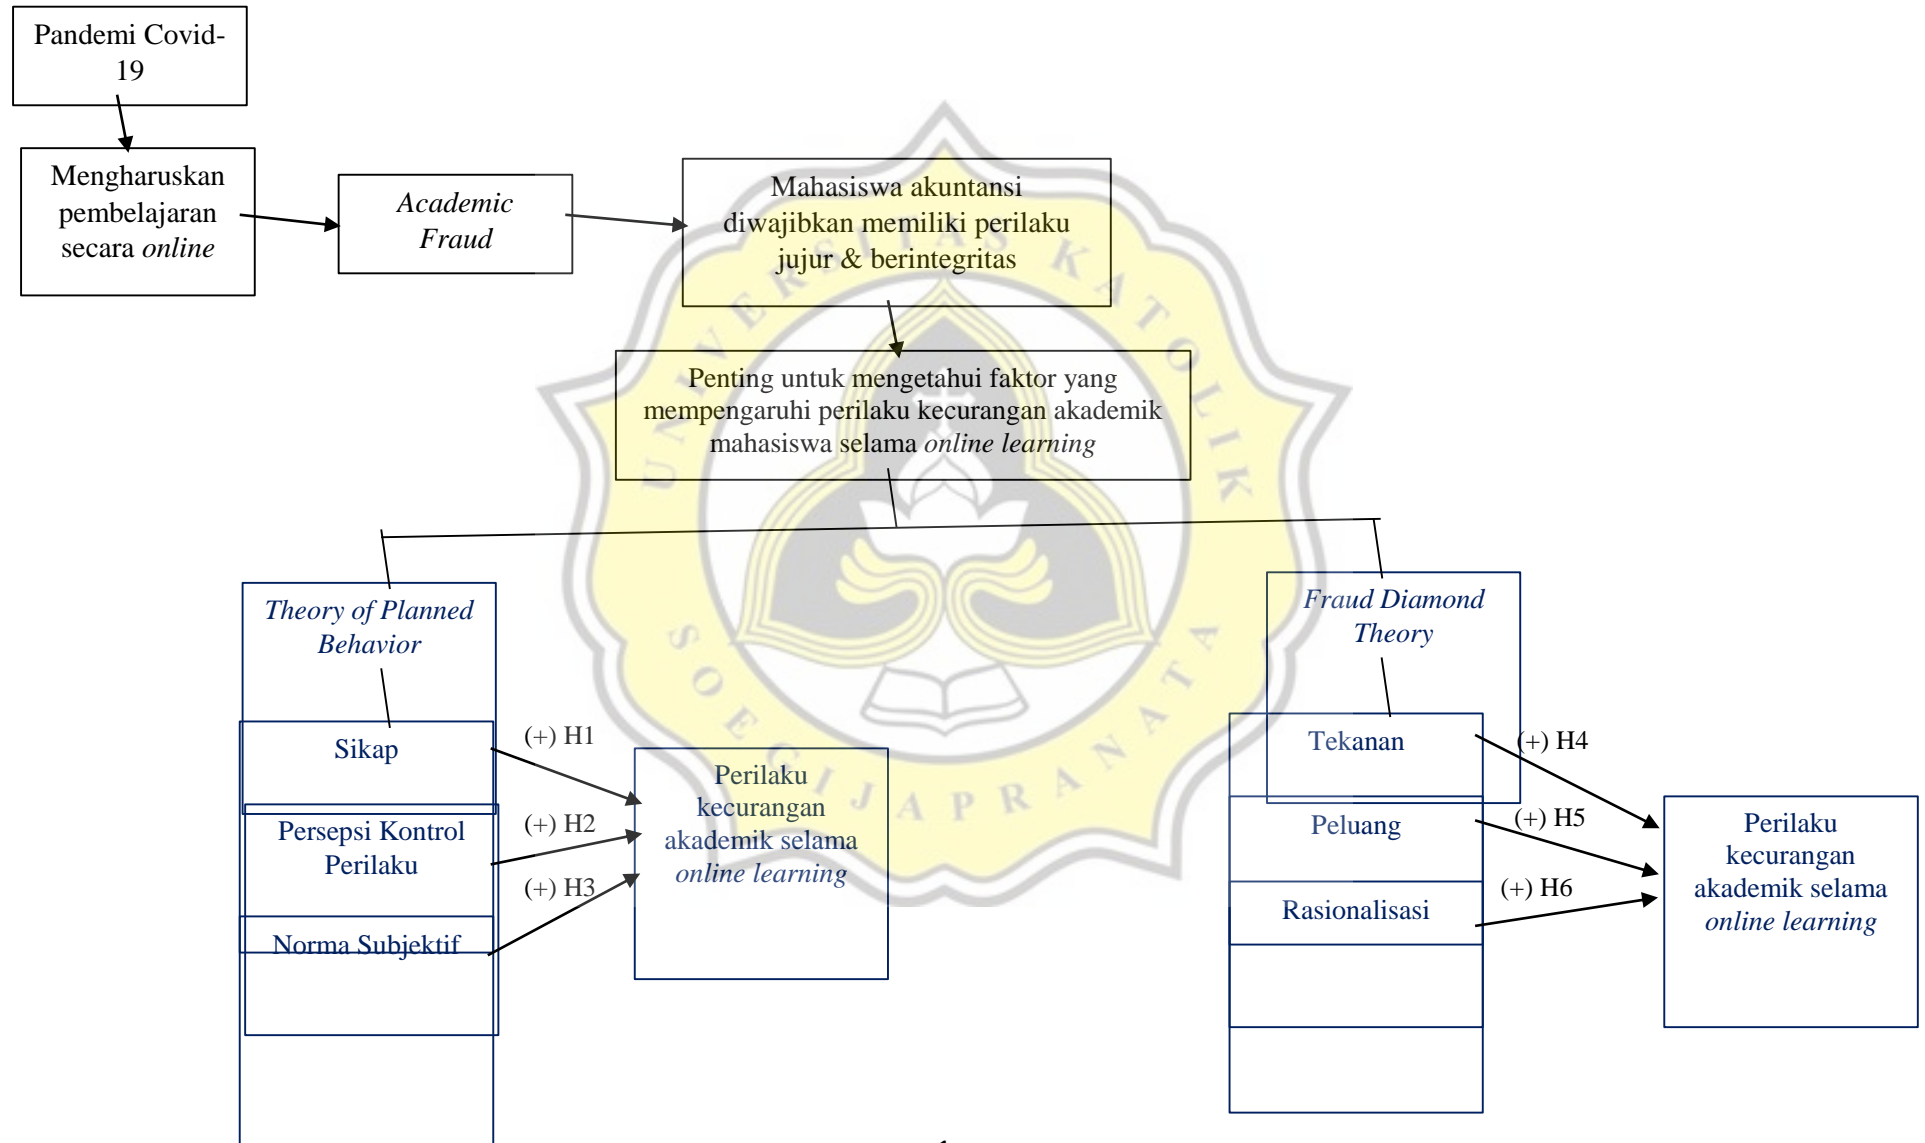 Pandemi Covid-
19
Mengharuskan
pembelajaran
secara online
Academic
Fraud
Mahasiswa akuntansi
diwajibkan memiliki perilaku
jujur & berintegritas
Penting untuk mengetahui faktor yang
mempengaruhi perilaku kecurangan akademik
mahasiswa selama online learning
Theory of Planned
Behavior
Sikap
Persepsi Kontrol
Perilaku
Norma Subjektif
(+) H1
(+) H2
(+) H3
Perilaku
kecurangan
akademik selama
online learning
Fraud Diamond
Theory
Tekanan
Peluang
Rasionalisasi
(+) H4
(+) H5
(+) H6
Perilaku
kecurangan
akademik selama
online learning
UNIVERSITAS KATOLIK
SOEGIJAPRANATA